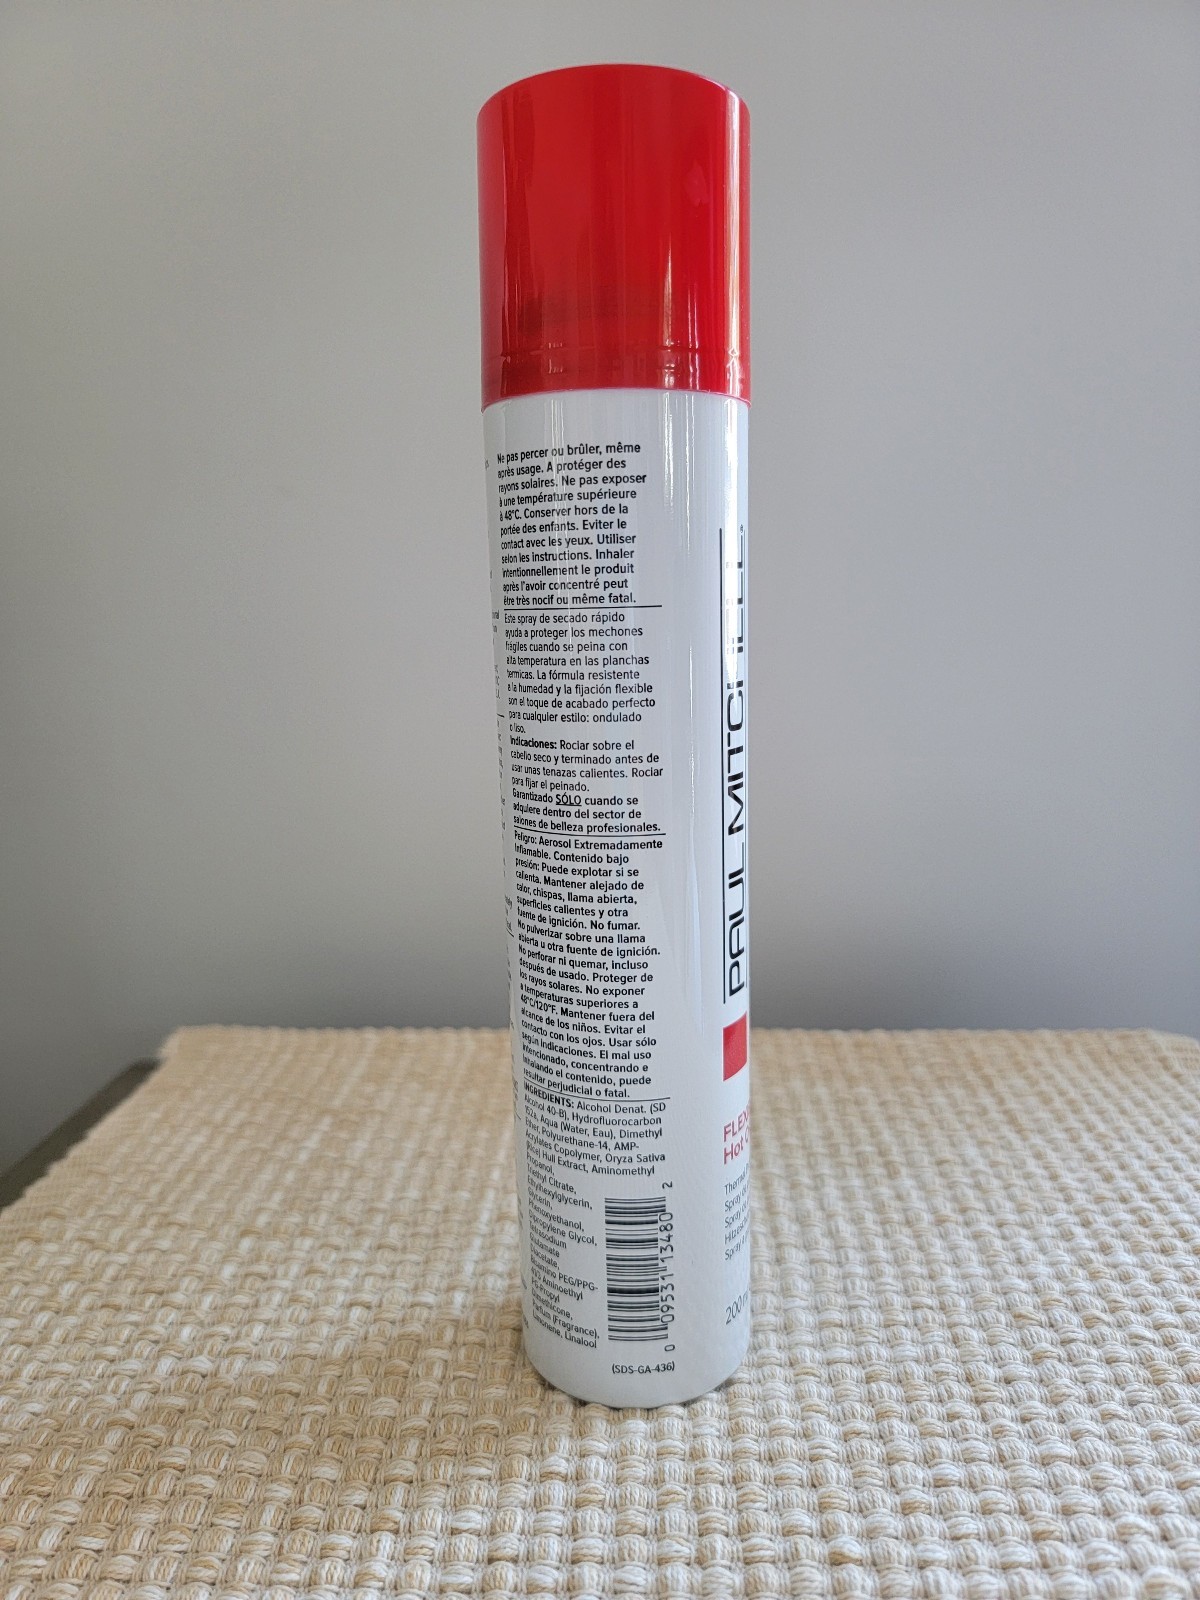 Ne pas percer ou brûler, même
après usage. A protéger des
rayons solaires. Ne pas exposer
à une température supérieure
à 48°C. Conserver hors de la
portée des enfants. Eviter le
contact avec les yeux. Utiliser
selon les instructions. Inhaler
intentionnellement le produit
après l'avoir concentré peut
être très nocif ou même fatal.
Este spray de secado rápido
ayuda a proteger los mechones
frágiles cuando se peina con
alta temperatura en las planchas
termicas. La fórmula resistente
a la humedad y la fijación flexible
son el toque de acabado perfecto
para cualquier estilo: ondulado
o liso.
Indicaciones: Rociar sobre el
cabello seco y terminado antes de
usar unas tenazas calientes. Rociar
para fijar el peinado.
Garantizado SÓLO cuando se
adquiere dentro del sector de
salones de belleza profesionales.
Peligro: Aerosol Extremadamente
Inflamable. Contenido bajo
presión: Puede explotar si se
calienta. Mantener alejado de
calor, chispas, llama abierta,
superficies calientes y otra
fuente de ignición. No fumar.
No pulverizar sobre una llama
abierta u otra fuente de ignición.
No perforar ni quemar, incluso
después de usado. Proteger de
los rayos solares. No exponer
a temperaturas superiores a
48°C/120°F. Mantener fuera del
alcance de los niños. Evitar el
contacto con los ojos. Usar sólo
según indicaciones. El mal uso
intencionado, concentrando e
inhalando el contenido, puede
resultar perjudicial o fatal.
INGREDIENTS: Alcohol Denat. (SD
Alcohol 40-B), Hydrofluorocarbon
152a, Aqua (Water, Eau), Dimethyl
Ether, Polyurethane-14, AMP-
Acrylates Copolymer, Oryza Sativa
(Rice) Hull Extract, Aminomethyl
Propanol,
Triethyl Citrate,
Ethylhexylglycerin,
Glycerin,
Phenoxyethanol,
Dipropylene Glycol,
Tetrasodium
Glutamate
Diacetate,
Bisamino PEG/PPG-
41/3 Aminoethyl
PG-Propyl
Dimethicone,
Parfum (Fragrance),
Limonene, Linalool
0 09531 13480 2
(SDS-GA-436)
PAUL MITCHELL®
FLEX
Hot
Thermal
Spray
Spray
Spray
200 m